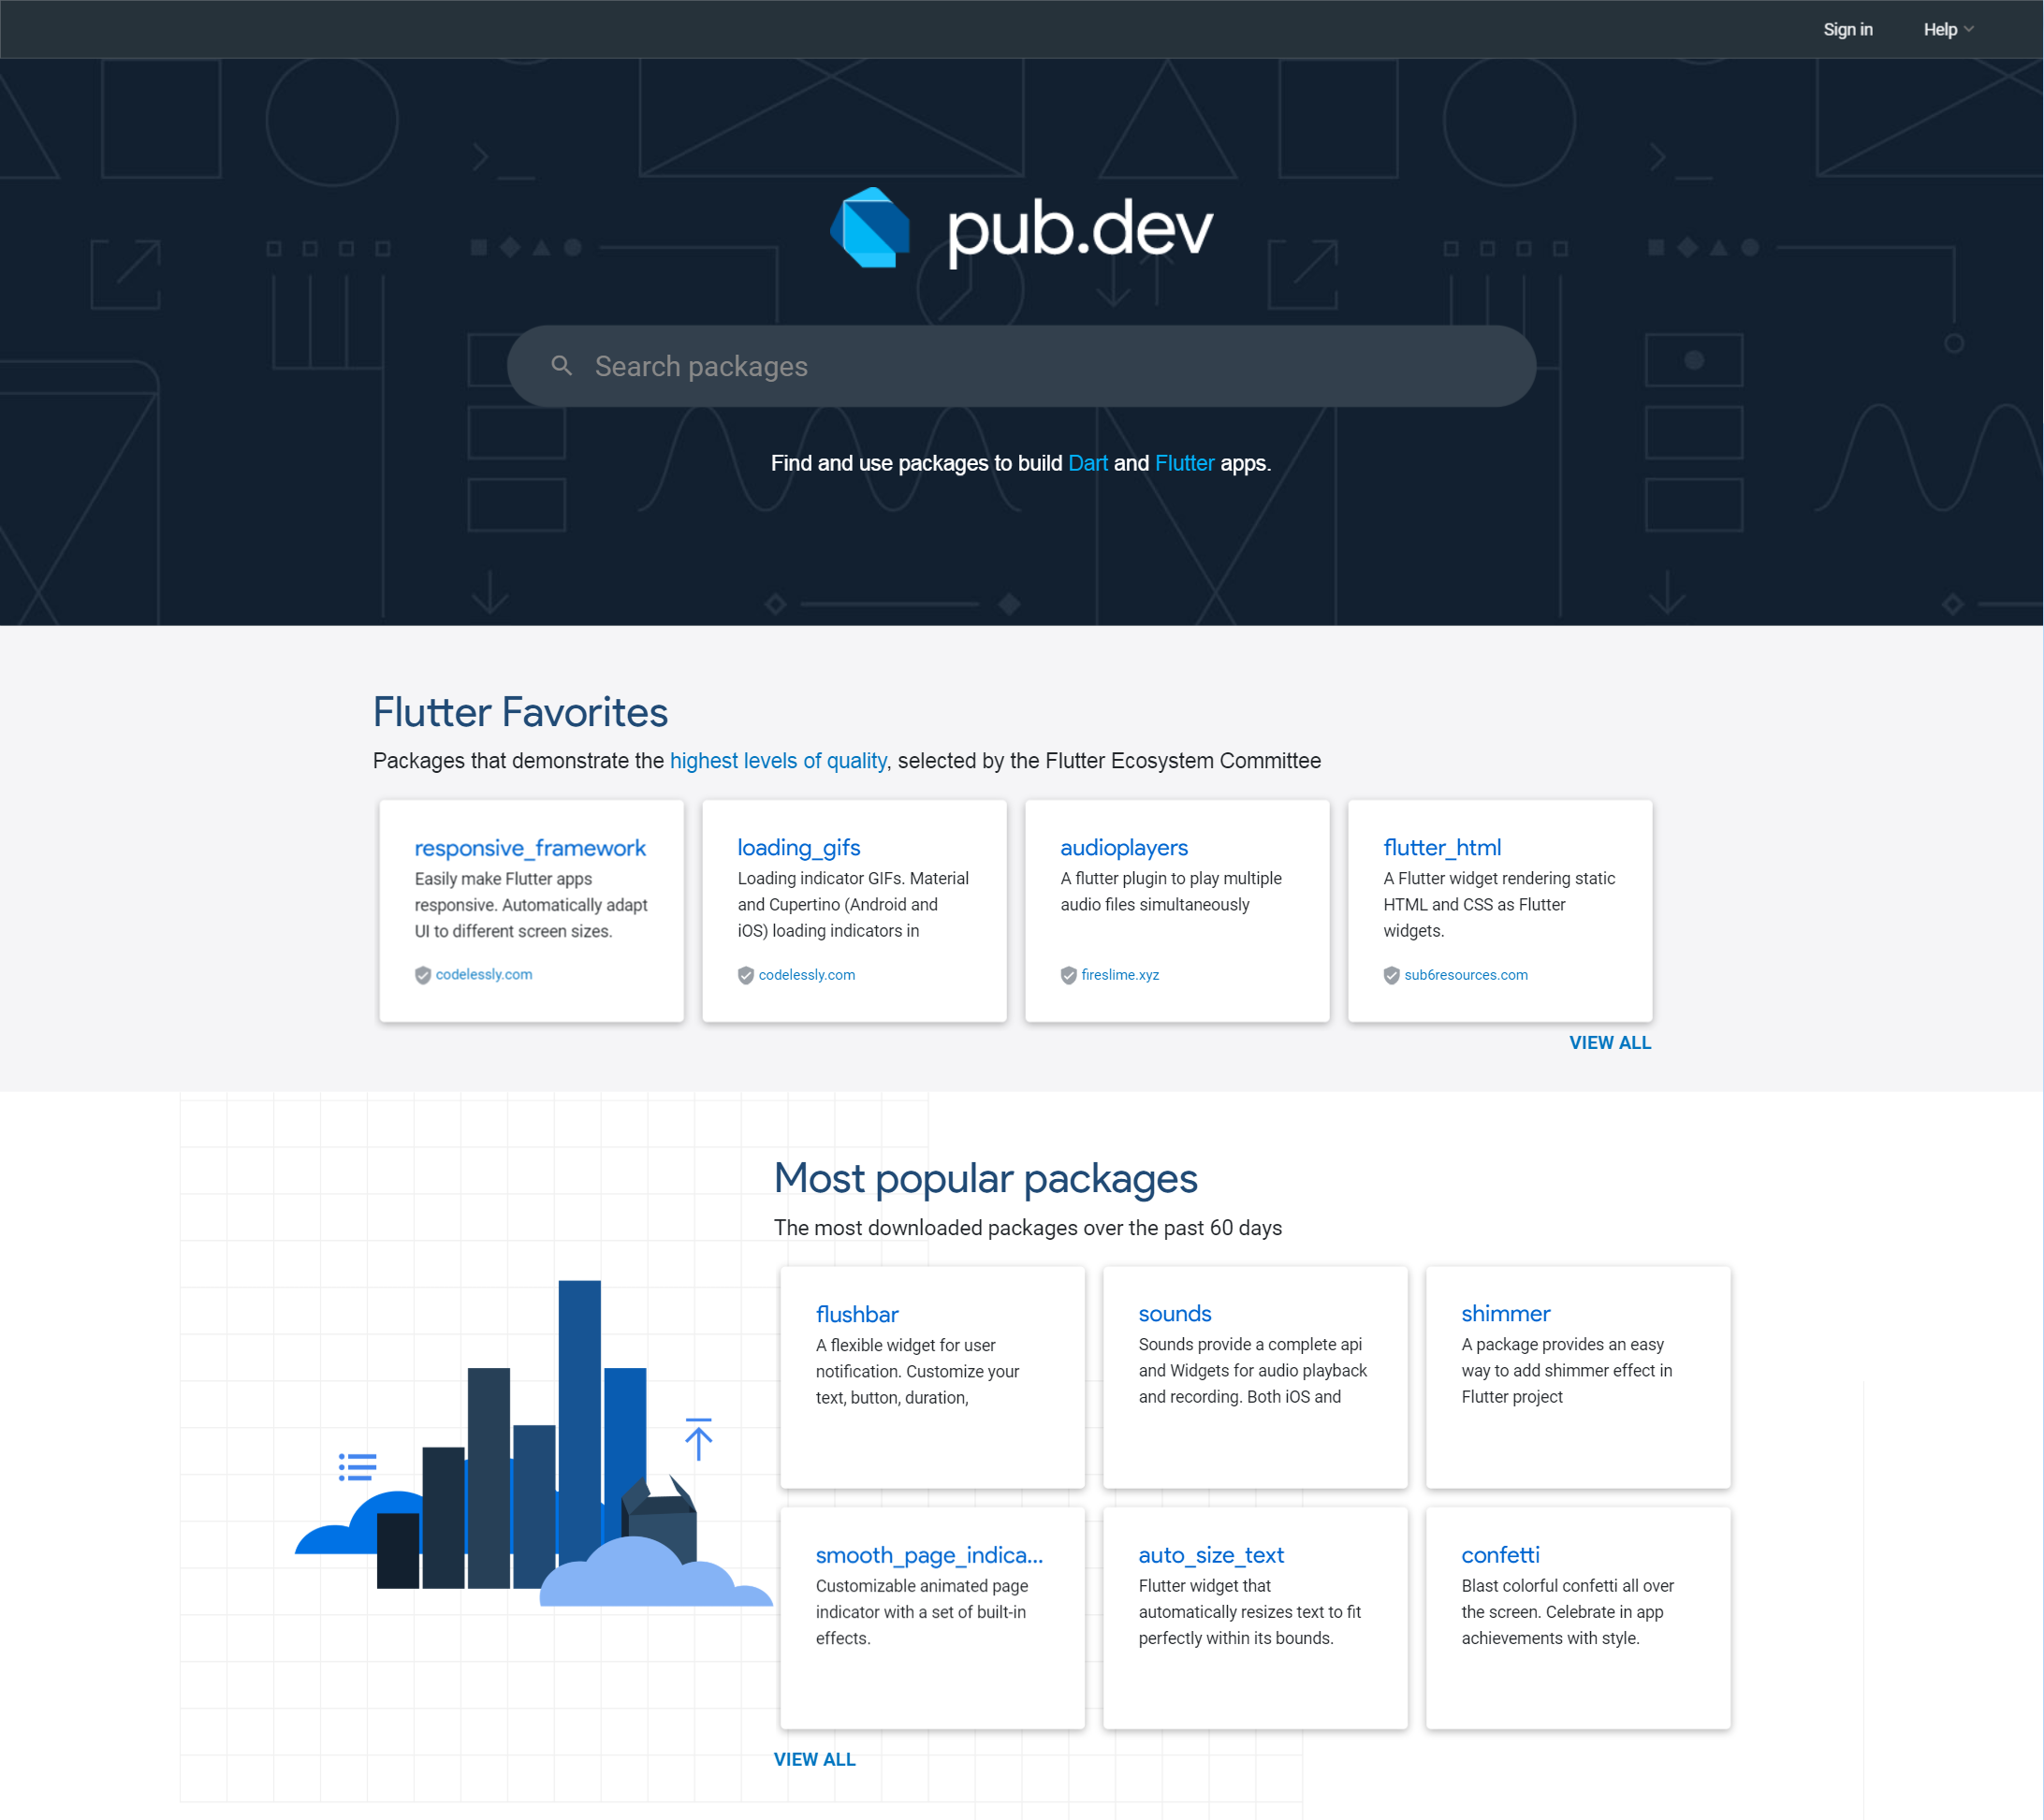 Sign in
Help
pub.dev
Search packages
Find and use packages to build Dart and Flutter apps.
Flutter Favorites
Packages that demonstrate the highest levels of quality, selected by the Flutter Ecosystem Committee
responsive_framework
Easily make Flutter apps
responsive. Automatically adapt
UI to different screen sizes.
codelessly.com
loading_gifs
Loading indicator GIFs. Material
and Cupertino (Android and
iOS) loading indicators in
codelessly.com
audioplayers
A flutter plugin to play multiple
audio files simultaneously
fireslime.xyz
flutter_html
A Flutter widget rendering static
HTML and CSS as Flutter
widgets.
sub6resources.com
VIEW ALL
Most popular packages
The most downloaded packages over the past 60 days
flushbar
A flexible widget for user
notification. Customize your
text, button, duration,
sounds
Sounds provide a complete api
and Widgets for audio playback
and recording. Both iOS and
shimmer
A package provides an easy
way to add shimmer effect in
Flutter project
smooth_page_indica...
Customizable animated page
indicator with a set of built-in
effects.
auto_size_text
Flutter widget that
automatically resizes text to fit
perfectly within its bounds.
confetti
Blast colorful confetti all over
the screen. Celebrate in app
achievements with style.
VIEW ALL